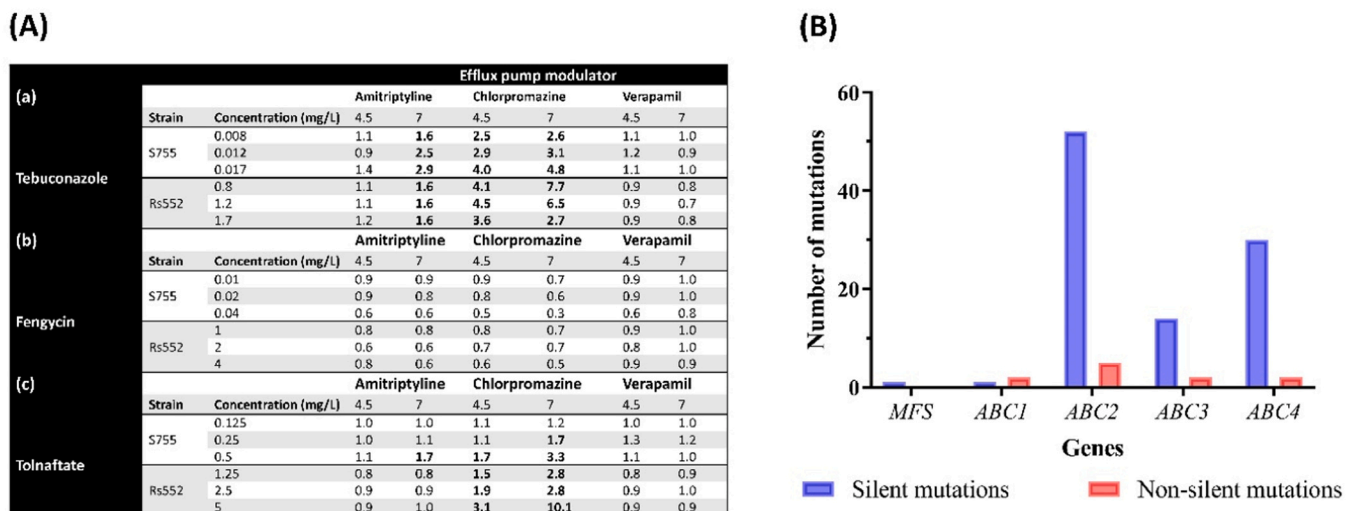 (A)
Efflux pump modulator
(a)
Amitriptyline Chlorpromazine Verapamil
Strain Concentration (mg/L) 4.5 7 4.5 7 4.5 7
0.008 1.1 1.6 2.5 2.6 1.1 1.0
S755 0.012 0.9 2.5 2.9 3.1 1.2 0.9
0.017 1.4 2.9 4.0 4.8 1.1 1.0
Tebuconazole
0.8 1.1 1.6 4.1 7.7 0.9 0.8
Rs552 1.2 1.1 1.6 4.5 6.5 0.9 0.7
1.7 1.2 1.6 3.6 2.7 0.9 0.8
(b)
Amitriptyline Chlorpromazine Verapamil
Strain Concentration (mg/L) 4.5 7 4.5 7 4.5 7
0.01 0.9 0.9 0.9 0.7 0.9 1.0
S755 0.02 0.9 0.8 0.8 0.6 0.9 1.0
0.04 0.6 0.6 0.5 0.3 0.6 0.8
Fengycin
1 0.8 0.8 0.8 0.7 0.9 1.0
Rs552 2 0.6 0.6 0.7 0.7 0.8 1.0
4 0.8 0.6 0.6 0.5 0.9 0.9
(c)
Amitriptyline Chlorpromazine Verapamil
Strain Concentration (mg/L) 4.5 7 4.5 7 4.5 7
0.125 1.0 1.0 1.1 1.2 1.0 1.0
S755 0.25 1.0 1.1 1.1 1.7 1.3 1.2
0.5 1.1 1.7 1.7 3.3 1.1 1.0
Tolnaftate
1.25 0.8 0.8 1.5 2.8 0.8 0.9
Rs552 2.5 0.9 0.9 1.9 2.8 0.9 1.0
5 0.9 1.0 3.1 10.1 0.9 0.9
(B)
Number of mutations
60
40
20
0
MFS ABC1 ABC2 ABC3 ABC4
Genes
Silent mutations Non-silent mutations